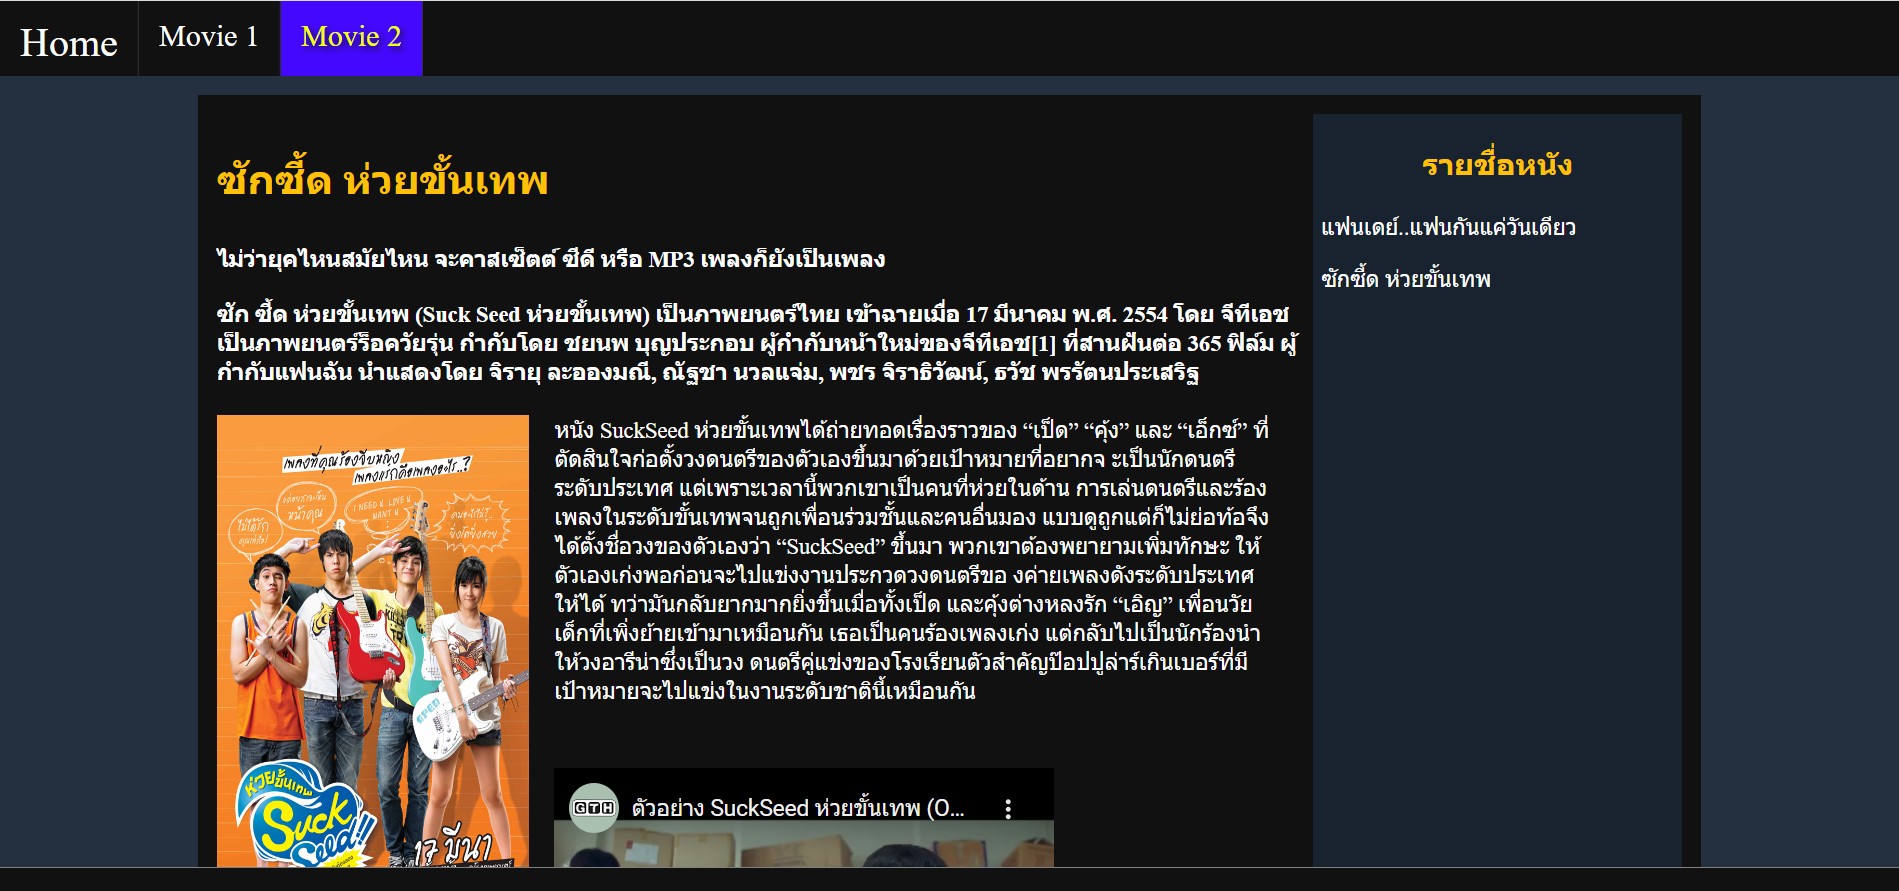 Home
Movie 1
Movie 2
ซักซี้ด ห่วยขั้นเทพ
ไม่ว่ายุคไหนสมัยไหน จะคาสเซ็ตต์ ซีดี หรือ MP3 เพลงก็ยังเป็นเพลง
ซัก ซี้ด ห่วยขั้นเทพ (Suck Seed ห่วยขั้นเทพ) เป็นภาพยนตร์ไทย เข้าฉายเมื่อ 17 มีนาคม พ.ศ. 2554 โดย จีทีเอช
เป็นภาพยนตร์ร็อควัยรุ่น กำกับโดย ชยนพ บุญประกอบ ผู้กำกับหน้าใหม่ของจีทีเอช[1] ที่สานฝันต่อ 365 ฟิล์ม ผู้
กำกับแฟนฉัน นำแสดงโดย จิรายุ ละอองมณี, ณัฐชา นวลแจ่ม, พชร จิราธิวัฒน์, ธวัช พรรัตนประเสริฐ
เพลงที่คุณร้องจีบหญิง
เพลงแรกคือเพลงอะไร..?
หน้าคุณ
ไม่ได้รัก
I NEED U LOVE U
WANT U
ยิ่งโตยิ่งสวย
ห่วยขั้นเทพ
Suck
Seed!!
17 มีนา
หนัง SuckSeed ห่วยขั้นเทพได้ถ่ายทอดเรื่องราวของ “เป็ด” “คุ้ง” และ “เอ็กซ์” ที่
ตัดสินใจก่อตั้งวงดนตรีของตัวเองขึ้นมาด้วยเป้าหมายที่อยากจ ะเป็นนักดนตรี
ระดับประเทศ แต่เพราะเวลานี้พวกเขาเป็นคนที่ห่วยในด้าน การเล่นดนตรีและร้อง
เพลงในระดับขั้นเทพจนถูกเพื่อนร่วมชั้นและคนอื่นมอง แบบดูถูกแต่ก็ไม่ย่อท้อจึง
ได้ตั้งชื่อวงของตัวเองว่า “SuckSeed” ขึ้นมา พวกเขาต้องพยายามเพิ่มทักษะ ให้
ตัวเองเก่งพอก่อนจะไปแข่งงานประกวดวงดนตรีขอ งค่ายเพลงดังระดับประเทศ
ให้ได้ ทว่ามันกลับยากมากยิ่งขึ้นเมื่อทั้งเป็ด และคุ้งต่างหลงรัก “เอิญ” เพื่อนวัย
เด็กที่เพิ่งย้ายเข้ามาเหมือนกัน เธอเป็นคนร้องเพลงเก่ง แต่กลับไปเป็นนักร้องนำ
ให้วงอารีน่าซึ่งเป็นวง ดนตรีคู่แข่งของโรงเรียนตัวสำคัญป๊อปปูล่าร์เกินเบอร์ที่มี
เป้าหมายจะไปแข่งในงานระดับชาตินี้เหมือนกัน
GTH
ตัวอย่าง SuckSeed ห่วยขั้นเทพ (O...
รายชื่อหนัง
แฟนเดย์..แฟนกันแค่วันเดียว
ซักซี้ด ห่วยขั้นเทพ